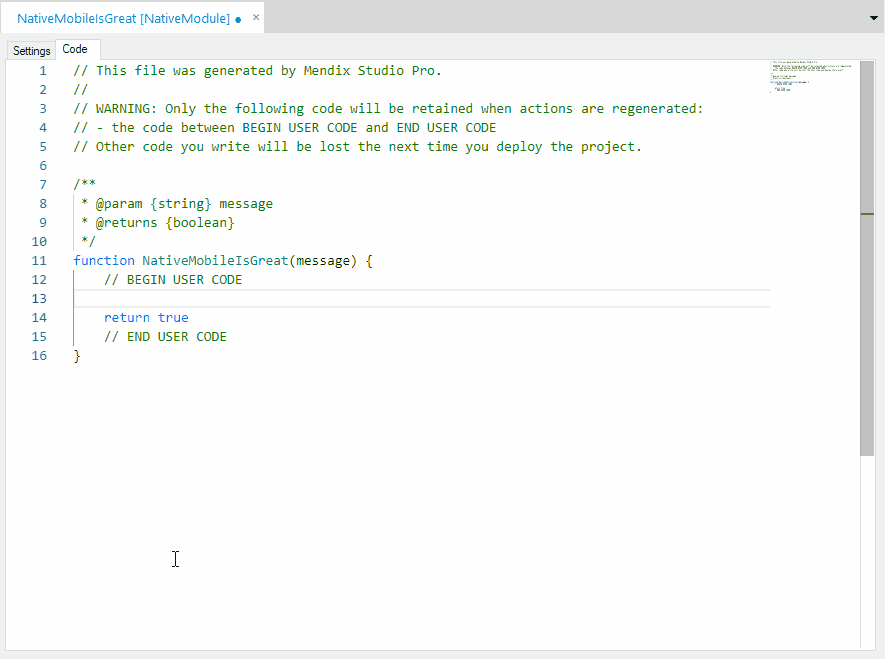 NativeMobileIsGreat [NativeModule] ● ×
Settings Code
1 // This file was generated by Mendix Studio Pro.
2 //
3 // WARNING: Only the following code will be retained when actions are regenerated:
4 // - the code between BEGIN USER CODE and END USER CODE
5 // Other code you write will be lost the next time you deploy the project.
6
7 /**
8 * @param {string} message
9 * @returns {boolean}
10 */
11 function NativeMobileIsGreat(message) {
12 // BEGIN USER CODE
13
14 return true
15 // END USER CODE
16 }